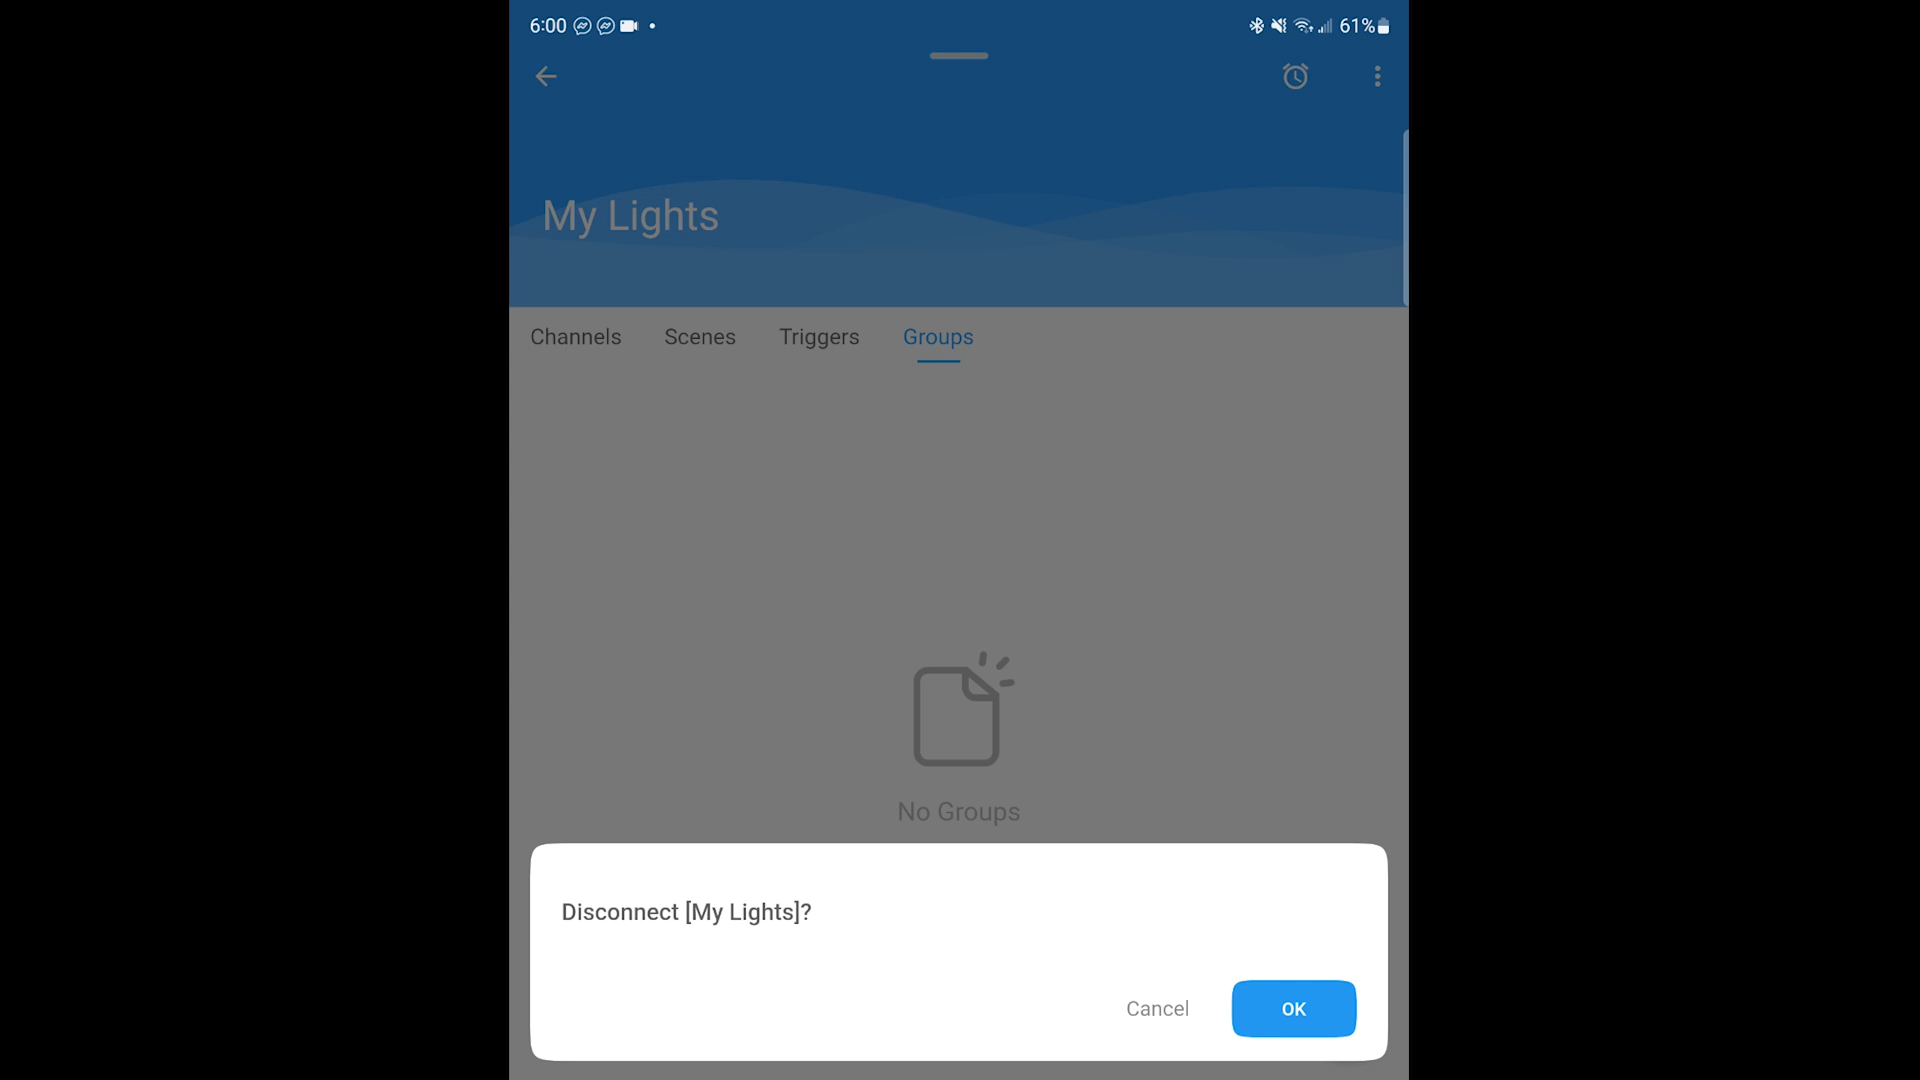 6:00
61%
My Lights
Channels Scenes Triggers Groups
No Groups
Disconnect [My Lights]?
Cancel OK